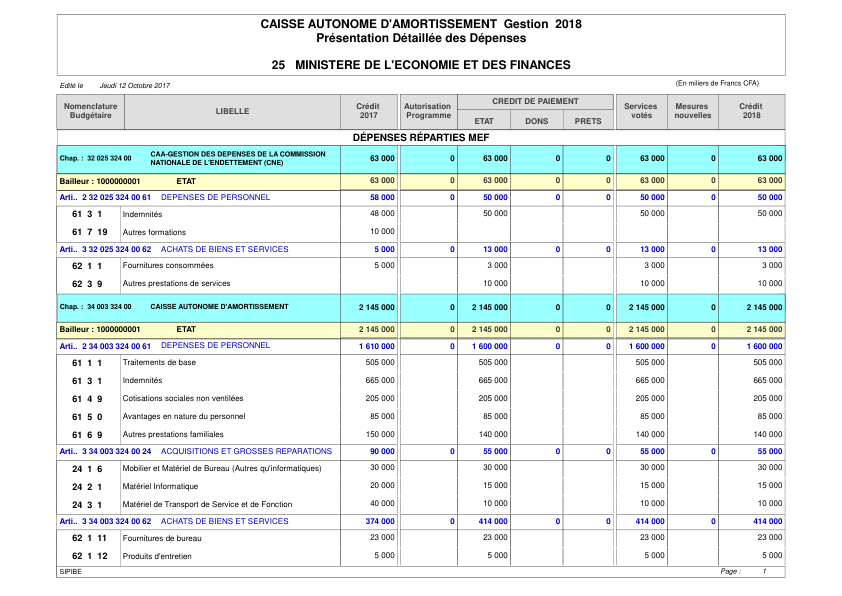 CAISSE AUTONOME D'AMORTISSEMENT Gestion 2018
Présentation Détaillée des Dépenses
25 MINISTERE DE L'ECONOMIE ET DES FINANCES
Edité le Jeudi 12 Octobre 2017 (En miliers de Francs CFA)
Nomenclature Budgétaire LIBELLE Crédit 2017 Autorisation Programme CREDIT DE PAIEMENT ETAT DONS PRETS Services votés Mesures nouvelles Crédit 2018
DÉPENSES RÉPARTIES MEF
Chap. : 32 025 324 00 CAA-GESTION DES DEPENSES DE LA COMMISSION NATIONALE DE L'ENDETTEMENT (CNE) 63 000 0 63 000 0 0 63 000 0 63 000
Bailleur : 1000000001 ETAT 63 000 0 63 000 0 0 63 000 0 63 000
Arti.. 2 32 025 324 00 61 DEPENSES DE PERSONNEL 58 000 0 50 000 0 0 50 000 0 50 000
61 3 1 Indemnités 48 000 50 000 50 000 50 000
61 7 19 Autres formations 10 000
Arti.. 3 32 025 324 00 62 ACHATS DE BIENS ET SERVICES 5 000 0 13 000 0 0 13 000 0 13 000
62 1 1 Fournitures consommées 5 000 3 000 3 000 3 000
62 3 9 Autres prestations de services 10 000 10 000 10 000
Chap. : 34 003 324 00 CAISSE AUTONOME D'AMORTISSEMENT 2 145 000 0 2 145 000 0 0 2 145 000 0 2 145 000
Bailleur : 1000000001 ETAT 2 145 000 0 2 145 000 0 0 2 145 000 0 2 145 000
Arti.. 2 34 003 324 00 61 DEPENSES DE PERSONNEL 1 610 000 0 1 600 000 0 0 1 600 000 0 1 600 000
61 1 1 Traitements de base 505 000 505 000 505 000 505 000
61 3 1 Indemnités 665 000 665 000 665 000 665 000
61 4 9 Cotisations sociales non ventilées 205 000 205 000 205 000 205 000
61 5 0 Avantages en nature du personnel 85 000 85 000 85 000 85 000
61 6 9 Autres prestations familiales 150 000 140 000 140 000 140 000
Arti.. 3 34 003 324 00 24 ACQUISITIONS ET GROSSES REPARATIONS 90 000 0 55 000 0 0 55 000 0 55 000
24 1 6 Mobilier et Matériel de Bureau (Autres qu'informatiques) 30 000 30 000 30 000 30 000
24 2 1 Matériel Informatique 20 000 15 000 15 000 15 000
24 3 1 Matériel de Transport de Service et de Fonction 40 000 10 000 10 000 10 000
Arti.. 3 34 003 324 00 62 ACHATS DE BIENS ET SERVICES 374 000 0 414 000 0 0 414 000 0 414 000
62 1 11 Fournitures de bureau 23 000 23 000 23 000 23 000
62 1 12 Produits d'entretien 5 000 5 000 5 000 5 000
SIPIBE Page : 1